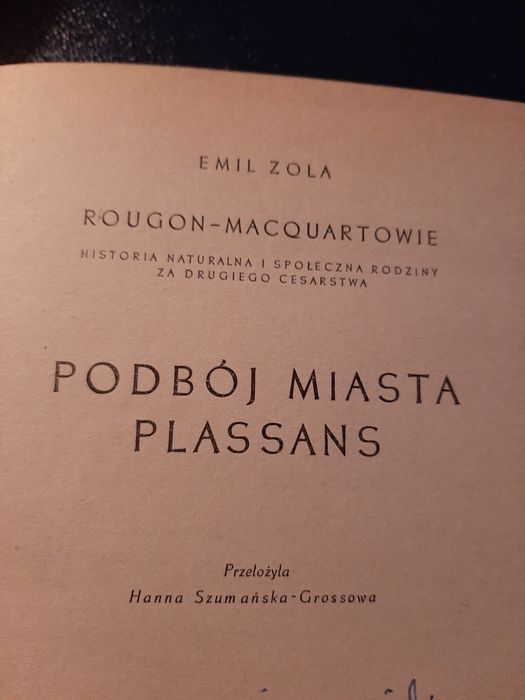 EMIL ZOLA
ROUGON-MACQUARTOWIE
HISTORIA NATURALNA I SPOŁECZNA RODZINY
ZA DRUGIEGO CESARSTWA
PODBÓJ MIASTA
PLASSANS
Przełożyła
Hanna Szumańska-Grossowa